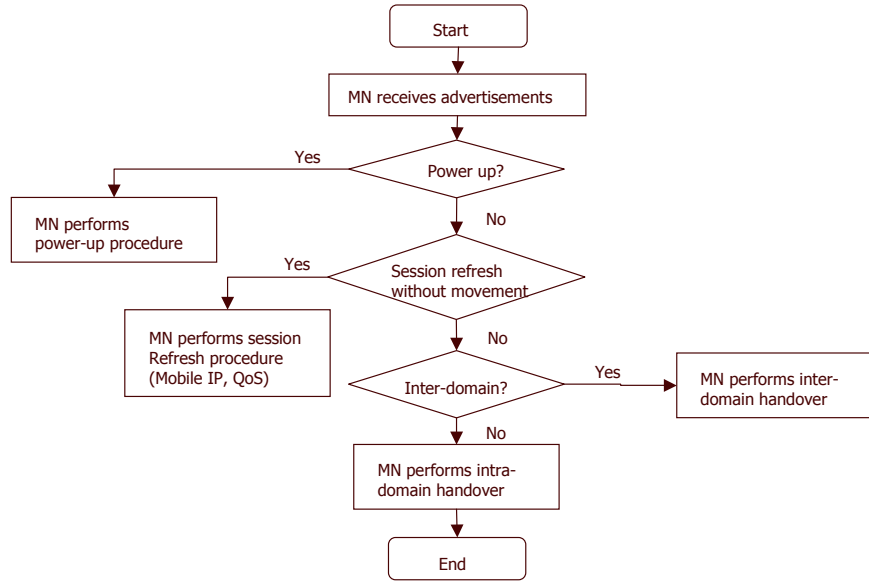 Start
MN receives advertisements
Yes
Power up?
MN performs
power-up procedure
No
Yes
Session refresh
without movement
MN performs session
Refresh procedure
(Mobile IP, QoS)
No
Inter-domain?
Yes
MN performs inter-
domain handover
No
MN performs intra-
domain handover
End